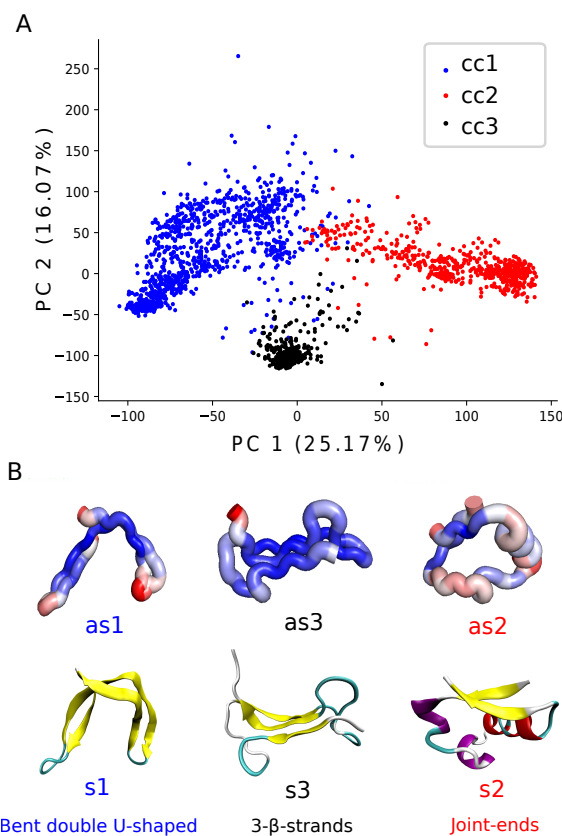 A
250
200
150
100
50
0
−50
−100
−150
PC 2 (16.07%)
cc1
cc2
cc3
−100 −50 0 50 100 150
PC 1 (25.17%)
B
as1 as3 as2
s1 s3 s2
Bent double U-shaped 3-β-strands Joint-ends